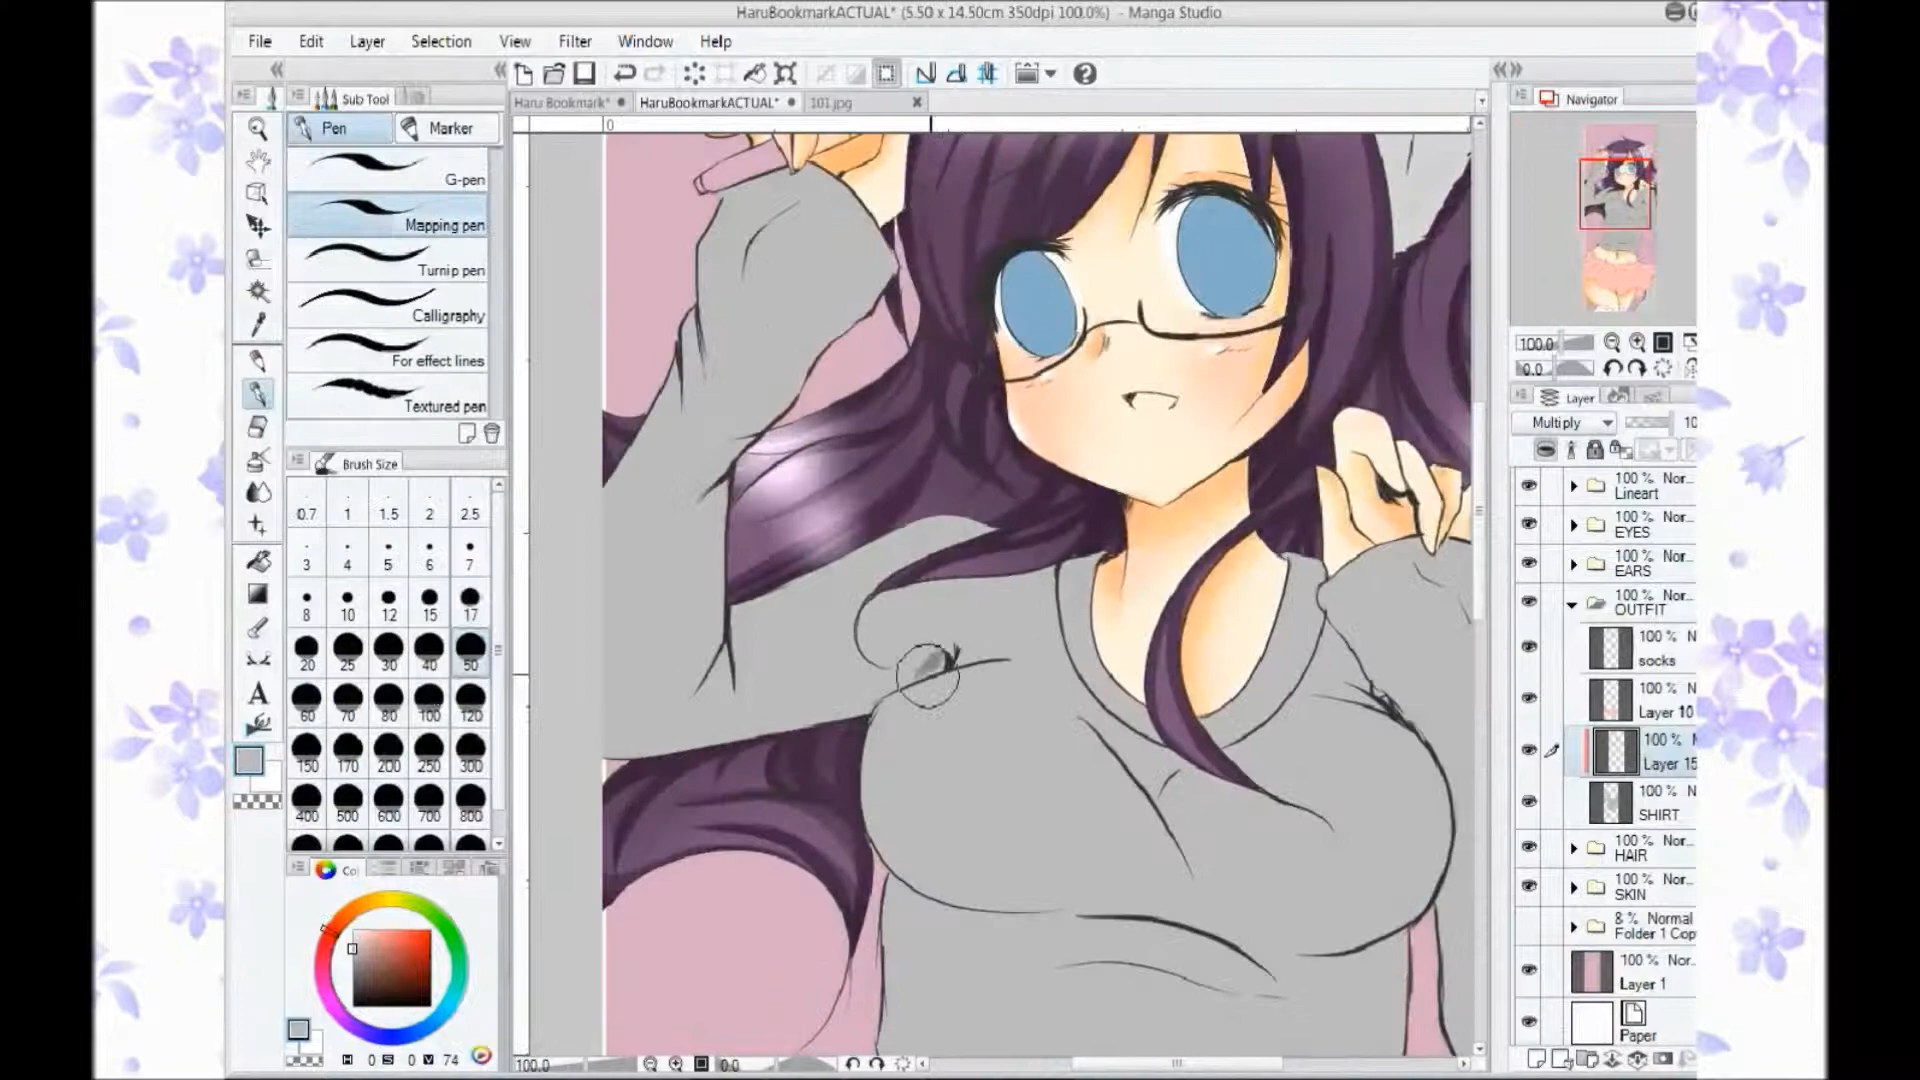 HaruBookmarkACTUAL* (5.50 x 14.50cm 350dpi 100.0%) - Manga Studio
File Edit Layer Selection View Filter Window Help
Sub Tool
Haru Bookmark* HaruBookmarkACTUAL* 101.jpg
Navigator
Pen Marker
0
G-pen
Mapping pen
Turnip pen
Calligraphy
For effect lines
Textured pen
Brush Size
0.7 1 1.5 2 2.5
3 4 5 6 7
8 10 12 15 17
20 25 30 40 50
60 70 80 100 120
150 170 200 250 300
400 500 600 700 800
A
Co
H 0 S 0 V 74
100.0 0.0
100.0
0.0
Layer
Multiply 10
100 % Nor...
Lineart
100 % Nor...
EYES
100 % Nor...
EARS
100 % Nor...
OUTFIT
100 % N
socks
100 % N
Layer 10
100 %
Layer 15
100 % N
SHIRT
100 % Nor...
HAIR
100 % Nor...
SKIN
8 % Normal
Folder 1 Cop
100 % Nor...
Layer 1
Paper